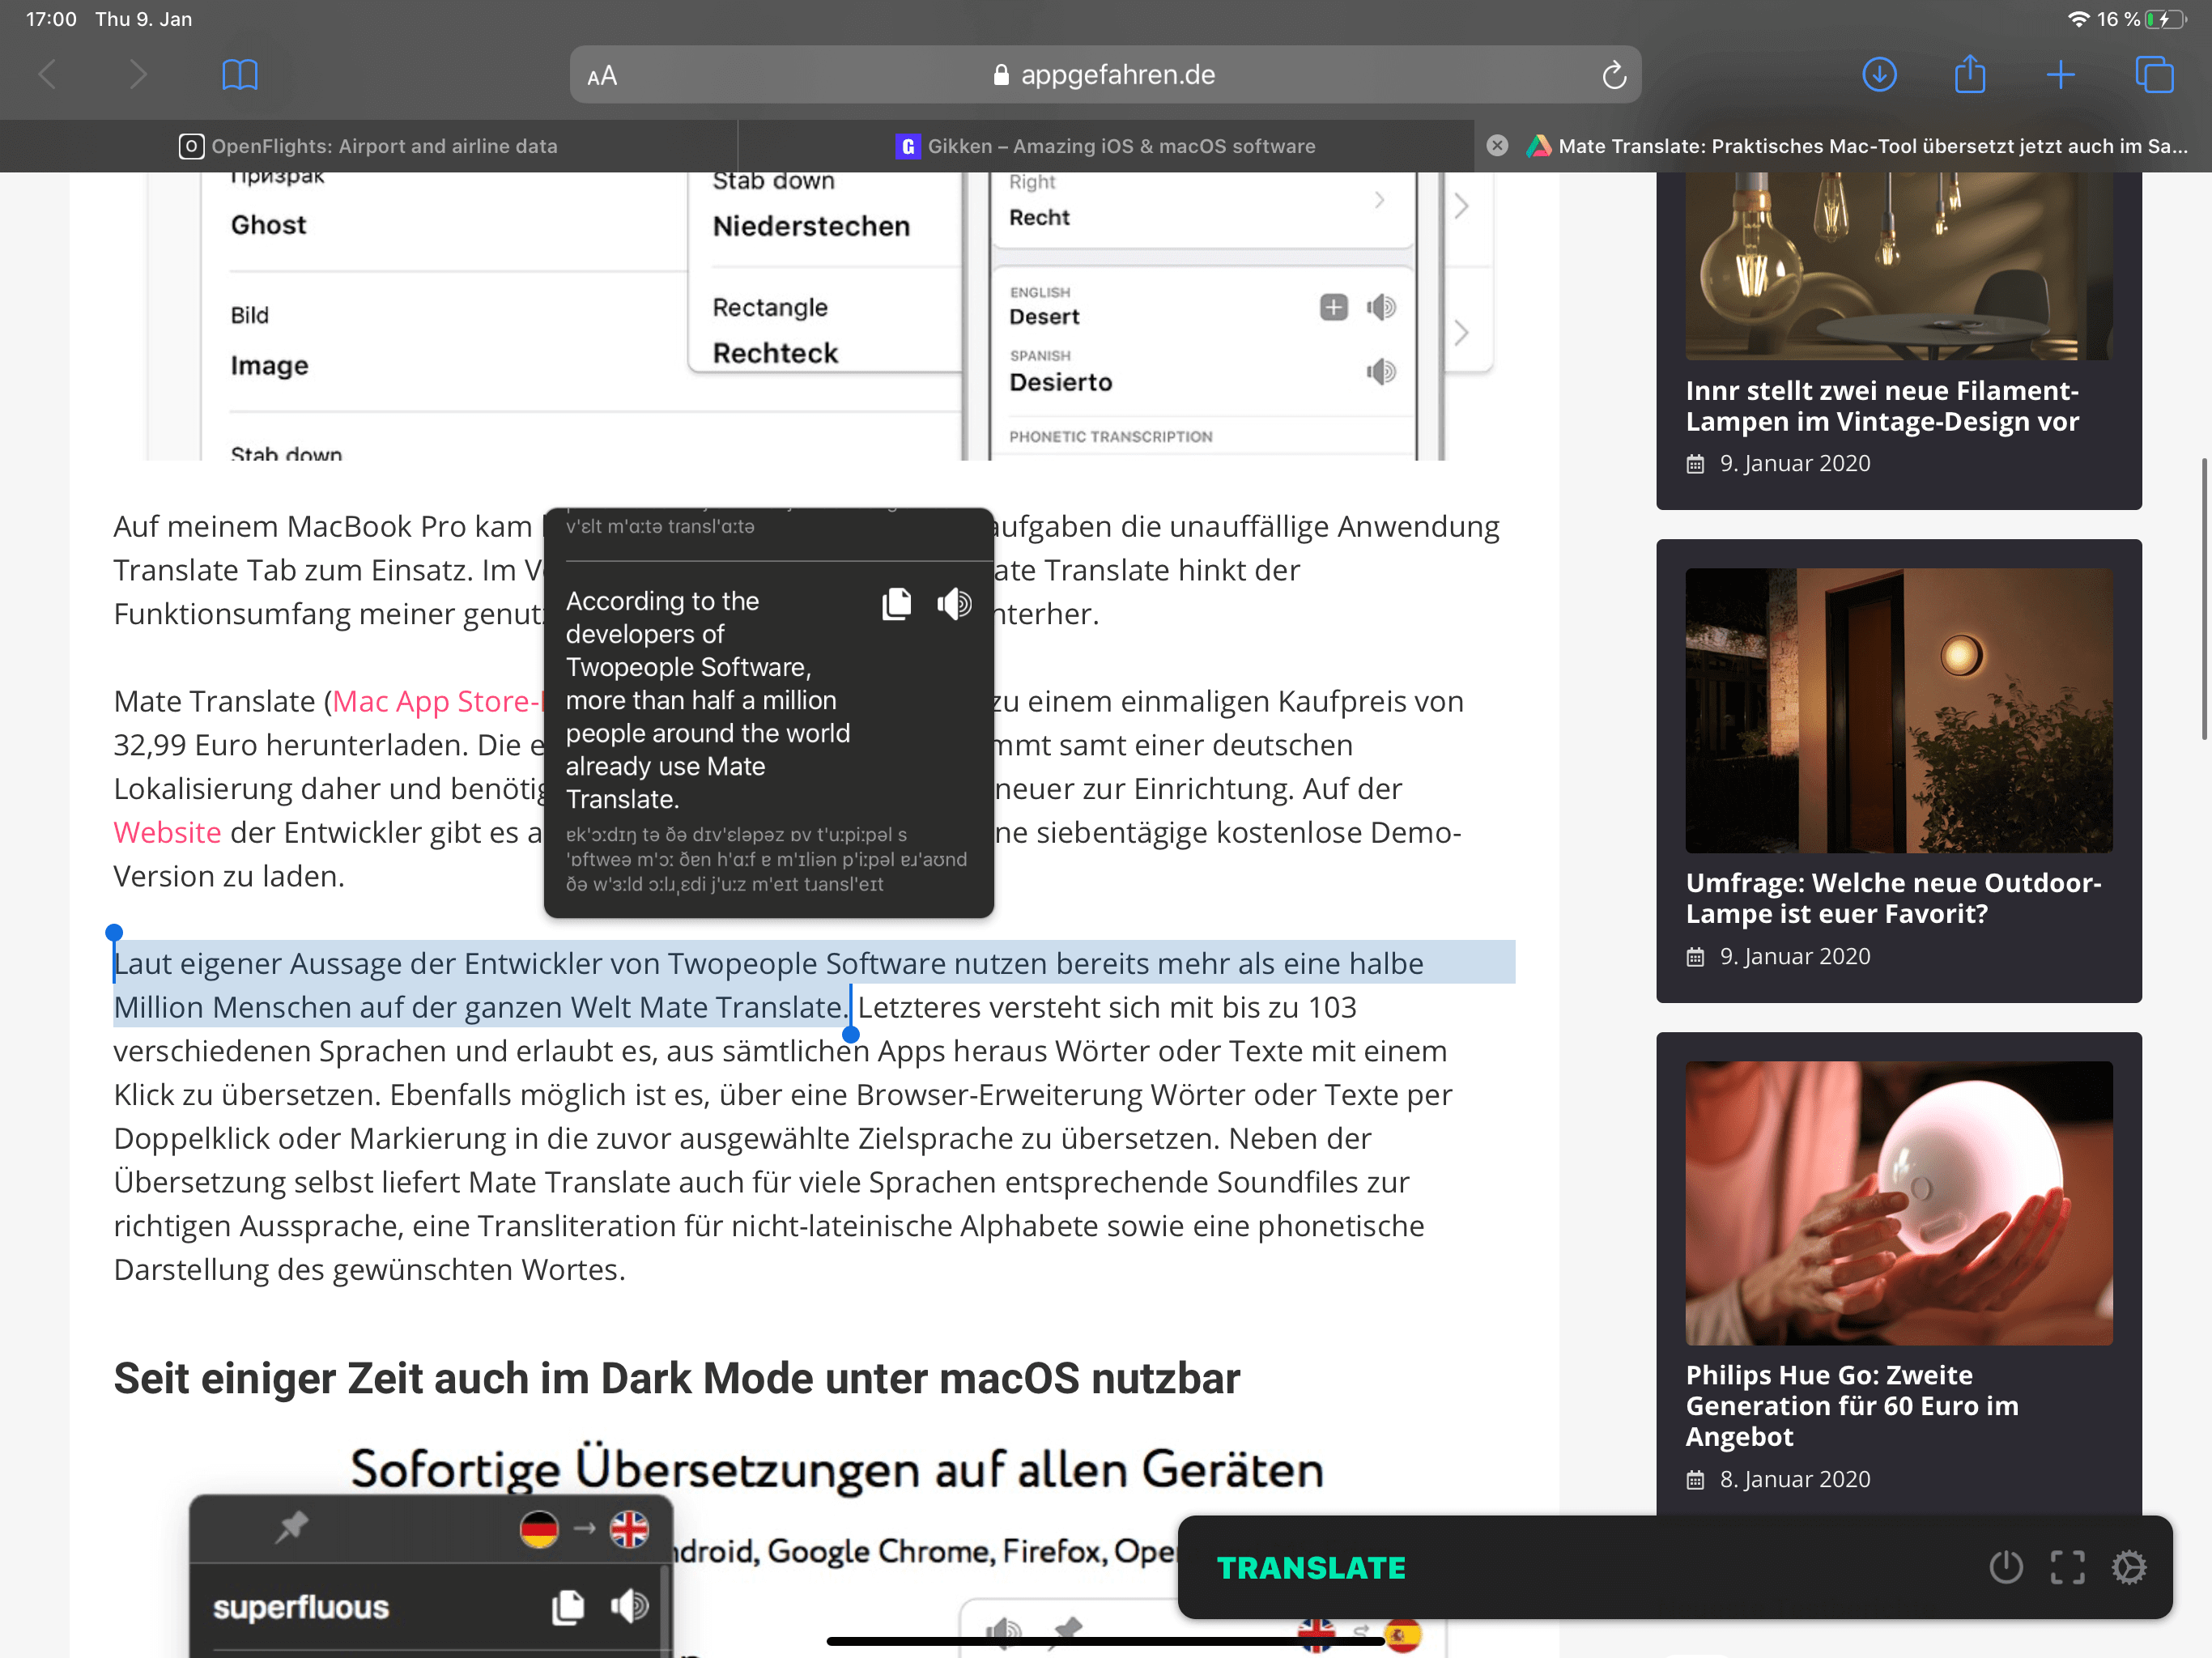 17:00 Thu 9. Jan
16 %
AA
appgefahren.de
OpenFlights: Airport and airline data
Gikken – Amazing iOS & macOS software
Mate Translate: Praktisches Mac-Tool übersetzt jetzt auch im Sa...
Призрак
Ghost
Bild
Image
Stab down
Stab down
Niederstechen
Rectangle
Rechteck
Right
Recht
ENGLISH
Desert
SPANISH
Desierto
PHONETIC TRANSCRIPTION
Auf meinem MacBook Pro kam aufgaben die unauffällige Anwendung
Translate Tab zum Einsatz. Im ate Translate hinkt der
Funktionsumfang meiner genut nterher.
Mate Translate (Mac App Store- zu einem einmaligen Kaufpreis von
32,99 Euro herunterladen. Die mmt samt einer deutschen
Lokalisierung daher und benötig neuer zur Einrichtung. Auf der
Website der Entwickler gibt es a ne siebentägige kostenlose Demo-
Version zu laden.
v'ɛlt m'ɑːtə transl'ɑːtə
According to the
developers of
Twopeople Software,
more than half a million
people around the world
already use Mate
Translate.
ɐk'ɔːdɪŋ tə ðə dɪv'ɛləpəz ɒv t'uːpiːpəl s
'ɒftweə m'ɔː ðɐn h'ɑːf ɐ m'ɪliən p'iːpəl ɐɹ'aʊnd
ðə w'ɜːld ɔːlɹˌɛdi j'uːz m'eɪt tɹansl'eɪt
Laut eigener Aussage der Entwickler von Twopeople Software nutzen bereits mehr als eine halbe
Million Menschen auf der ganzen Welt Mate Translate. Letzteres versteht sich mit bis zu 103
verschiedenen Sprachen und erlaubt es, aus sämtlichen Apps heraus Wörter oder Texte mit einem
Klick zu übersetzen. Ebenfalls möglich ist es, über eine Browser-Erweiterung Wörter oder Texte per
Doppelklick oder Markierung in die zuvor ausgewählte Zielsprache zu übersetzen. Neben der
Übersetzung selbst liefert Mate Translate auch für viele Sprachen entsprechende Soundfiles zur
richtigen Aussprache, eine Transliteration für nicht-lateinische Alphabete sowie eine phonetische
Darstellung des gewünschten Wortes.
Seit einiger Zeit auch im Dark Mode unter macOS nutzbar
Sofortige Übersetzungen auf allen Geräten
ndroid, Google Chrome, Firefox, Oper
superfluous
TRANSLATE
Innr stellt zwei neue Filament-
Lampen im Vintage-Design vor
9. Januar 2020
Umfrage: Welche neue Outdoor-
Lampe ist euer Favorit?
9. Januar 2020
Philips Hue Go: Zweite
Generation für 60 Euro im
Angebot
8. Januar 2020